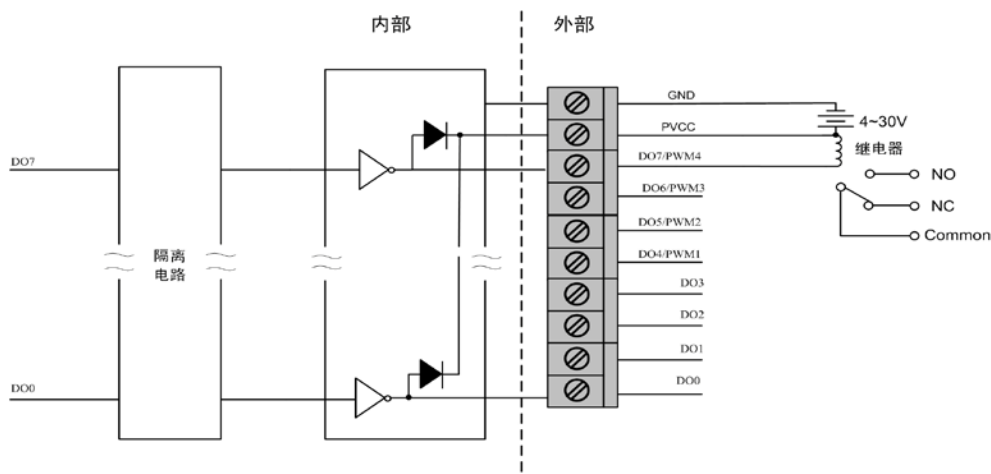 内部
外部
GND
PVCC
4~30V
继电器
DO7
DO7/PWM4
NO
DO6/PWM3
NC
DO5/PWM2
Common
隔离
电路
DO4/PWM1
DO3
DO2
DO1
DO0
DO0